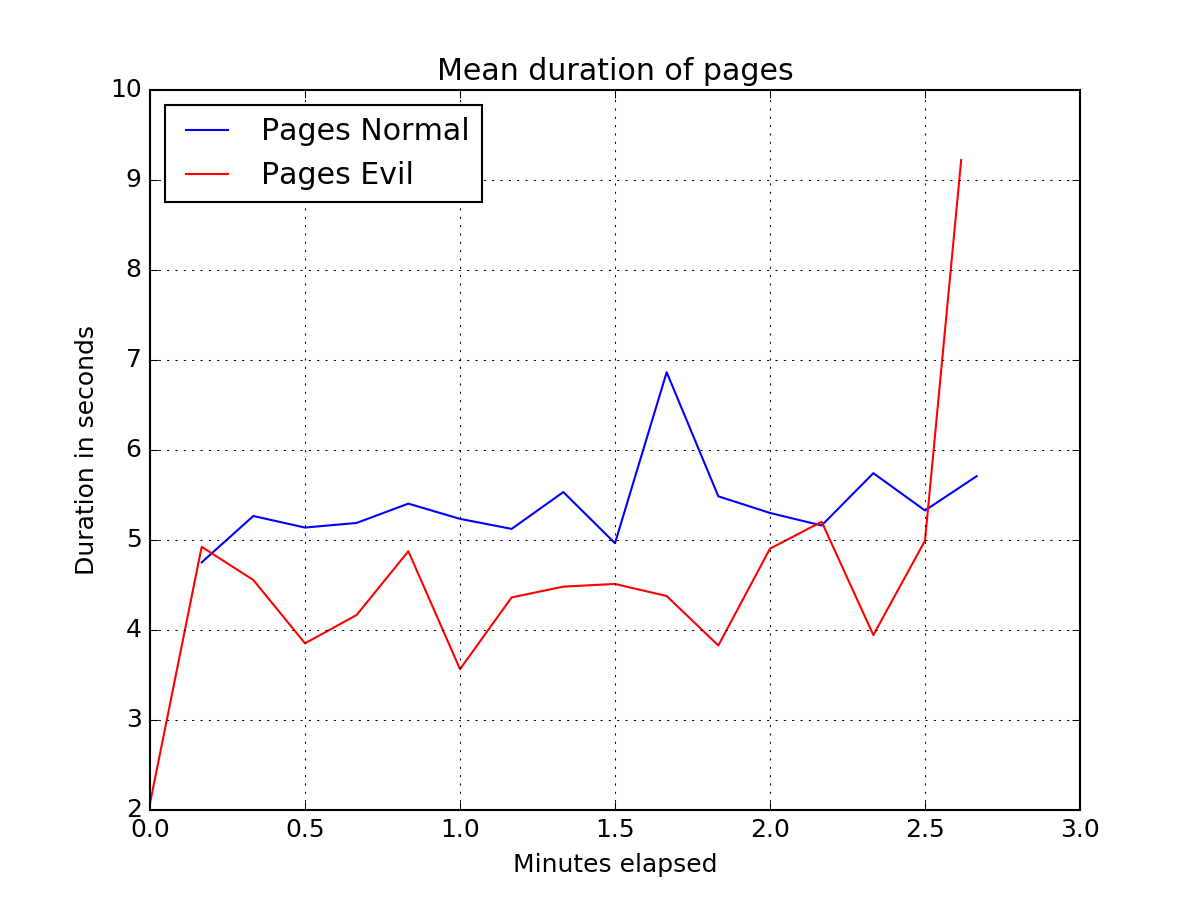 Mean duration of pages
Pages Normal
Pages Evil
10
9
8
7
6
5
4
3
2
Duration in seconds
0.0 0.5 1.0 1.5 2.0 2.5 3.0
Minutes elapsed